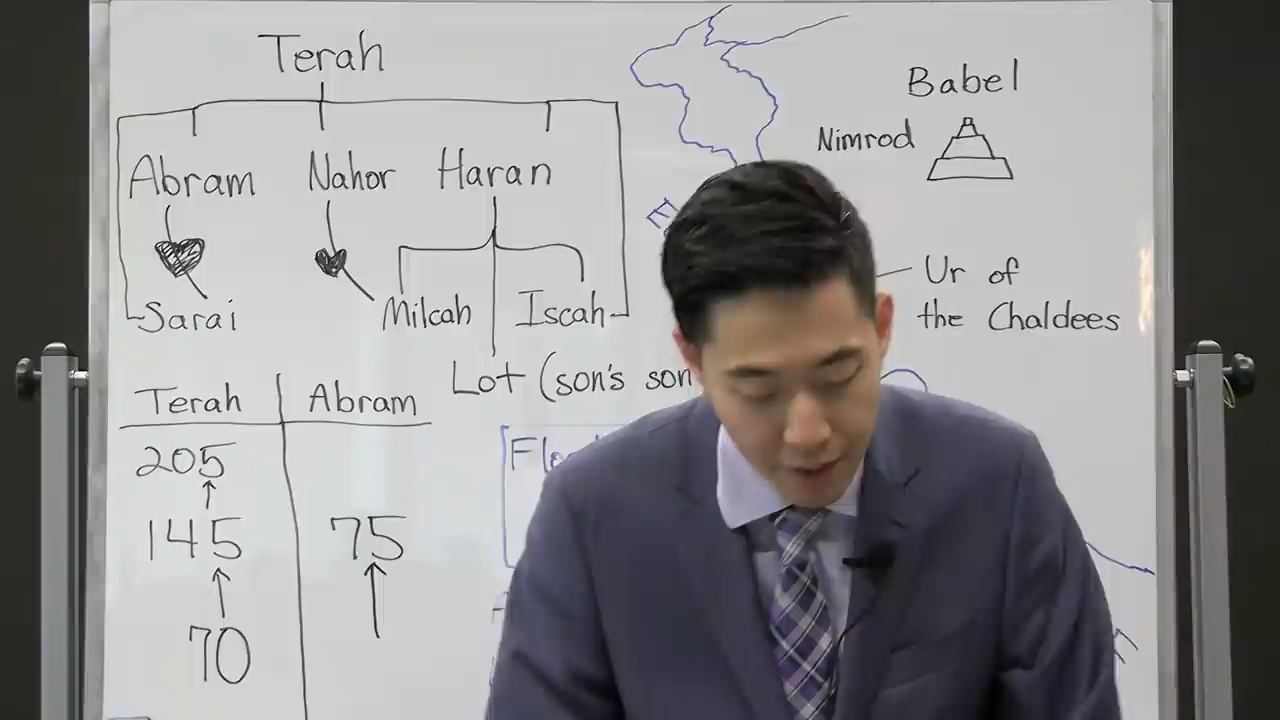 Terah
Abram Nahor Haran
Sarai Milcah Iscah
Lot (son's son
Terah Abram
205
145 75
70
Babel
Nimrod
Ur of
the Chaldees